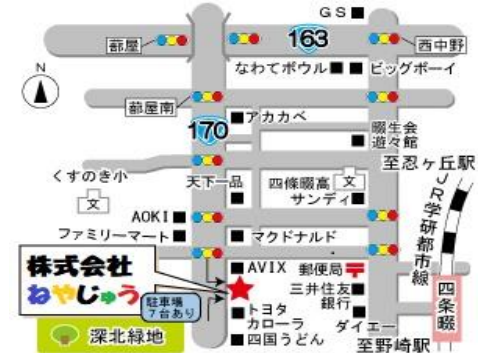 GS
蔀屋
163
西中野
N
なわてボウル
ビッグボーイ
蔀屋南
アカカベ
170
畷生会
遊々館
至忍ヶ丘駅
くすのき小
文
天下一品
四條畷高
文
サンディ
JR学研都市線
AOKI
ファミリーマート
マクドナルド
株式会社
ねやじゅう
駐車場
7台あり
AVIX
郵便局
三井住友
銀行
四条畷
トヨタ
カローラ
ダイエー
深北緑地
四国うどん
至野崎駅